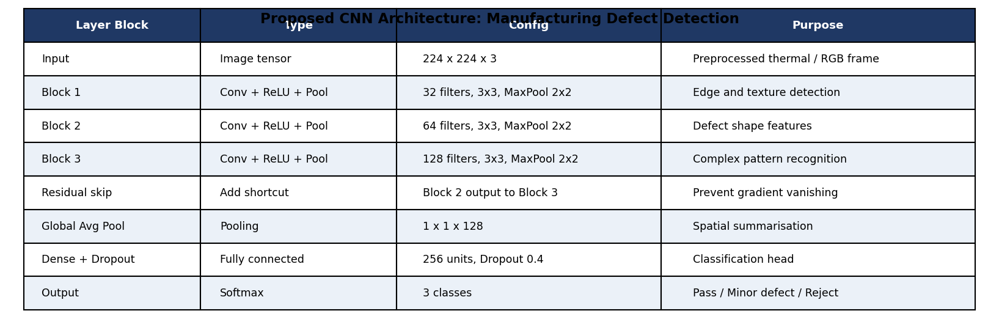 Proposed CNN Architecture: Manufacturing Defect Detection
Layer Block Type Config Purpose
Input Image tensor 224 x 224 x 3 Preprocessed thermal / RGB frame
Block 1 Conv + ReLU + Pool 32 filters, 3x3, MaxPool 2x2 Edge and texture detection
Block 2 Conv + ReLU + Pool 64 filters, 3x3, MaxPool 2x2 Defect shape features
Block 3 Conv + ReLU + Pool 128 filters, 3x3, MaxPool 2x2 Complex pattern recognition
Residual skip Add shortcut Block 2 output to Block 3 Prevent gradient vanishing
Global Avg Pool Pooling 1 x 1 x 128 Spatial summarisation
Dense + Dropout Fully connected 256 units, Dropout 0.4 Classification head
Output Softmax 3 classes Pass / Minor defect / Reject